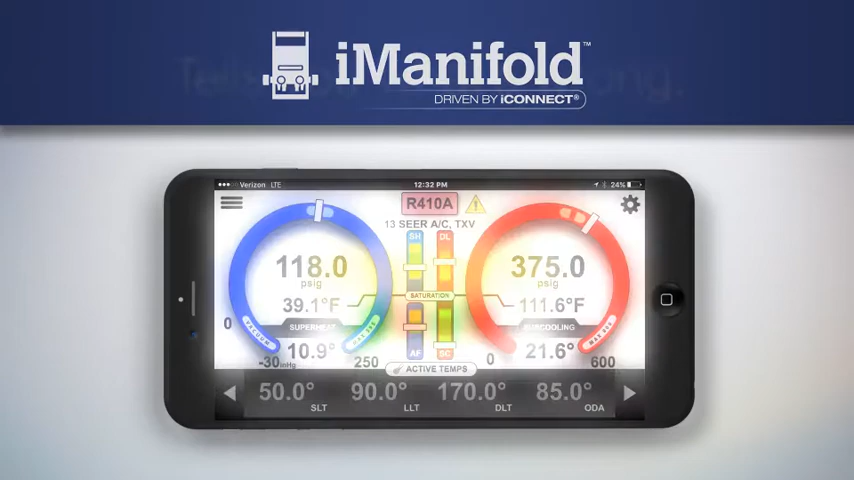 iManifold™
DRIVEN BY iCONNECT®
Verizon LTE
12:32 PM
24%
R410A
13 SEER A/C, TXV
SH
DL
118.0
psig
375.0
psig
39.1°F
SATURATION
111.6°F
0
SUPERHEAT
SUBCOOLING
VACUUM
10.9°
AF
SC
21.6°
-30inHg
250
0
600
ACTIVE TEMPS
50.0°
90.0°
170.0°
85.0°
SLT
LLT
DLT
ODA